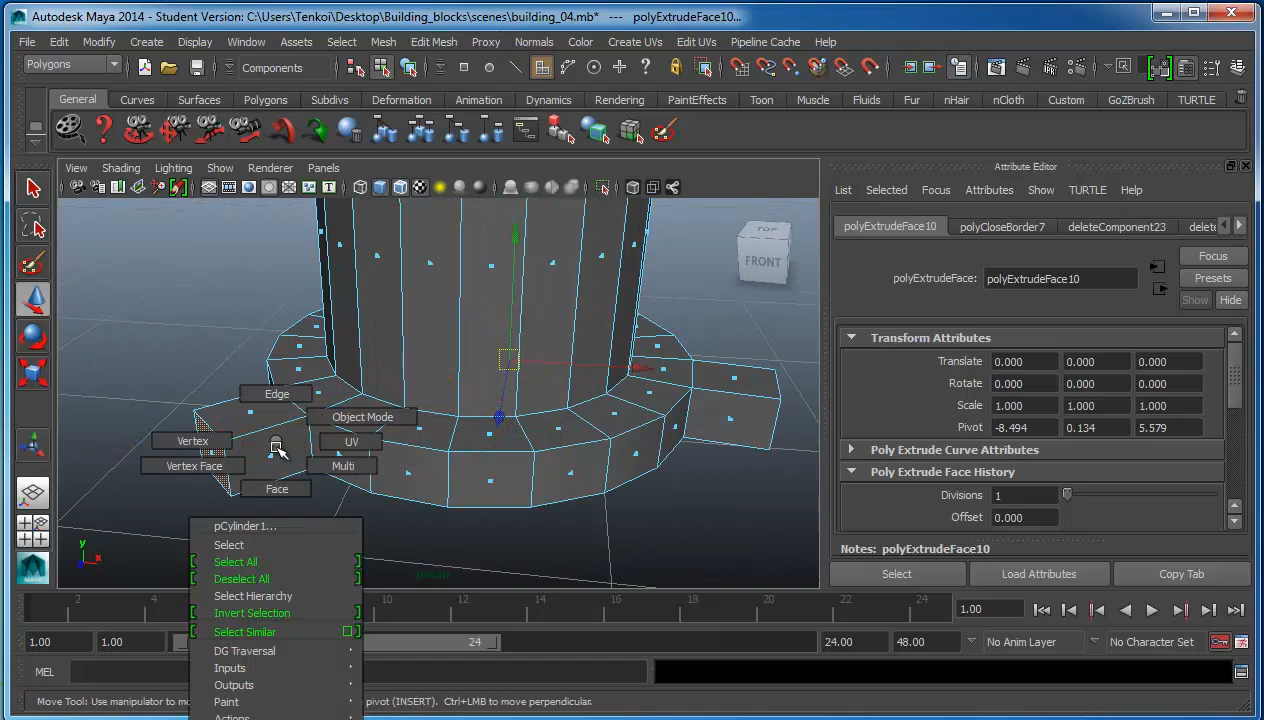 Autodesk Maya 2014 - Student Version: C:\Users\Tenkoi\Desktop\Building_blocks\scenes\building_04.mb* --- polyExtrudeFace10...
File Edit Modify Create Display Window Assets Select Mesh Edit Mesh Proxy Normals Color Create UVs Edit UVs Pipeline Cache Help
Polygons Components
General Curves Surfaces Polygons Subdivs Deformation Animation Dynamics Rendering PaintEffects Toon Muscle Fluids Fur nHair nCloth Custom GoZBrush TURTLE
View Shading Lighting Show Renderer Panels
Attribute Editor
List Selected Focus Attributes Show TURTLE Help
polyExtrudeFace10 polyCloseBorder7 deleteComponent23 delete
TOP
FRONT
polyExtrudeFace: polyExtrudeFace10
Focus
Presets
Show Hide
Transform Attributes
Translate 0.000 0.000 0.000
Rotate 0.000 0.000 0.000
Scale 1.000 1.000 1.000
Pivot -8.494 0.134 5.579
Poly Extrude Curve Attributes
Poly Extrude Face History
Divisions 1
Offset 0.000
Notes: polyExtrudeFace10
Select Load Attributes Copy Tab
Edge
Object Mode
Vertex UV
Vertex Face Multi
Face
pCylinder1...
Select
Select All
Deselect All
Select Hierarchy
Invert Selection
Select Similar
DG Traversal
Inputs
Outputs
Paint
Actions
y
x
persp
2 4 10 12 14 16 18 20 22 24
1.00
1.00 1.00 24 24.00 48.00 No Anim Layer No Character Set
MEL
Move Tool: Use manipulator to mo pivot (INSERT). Ctrl+LMB to move perpendicular.